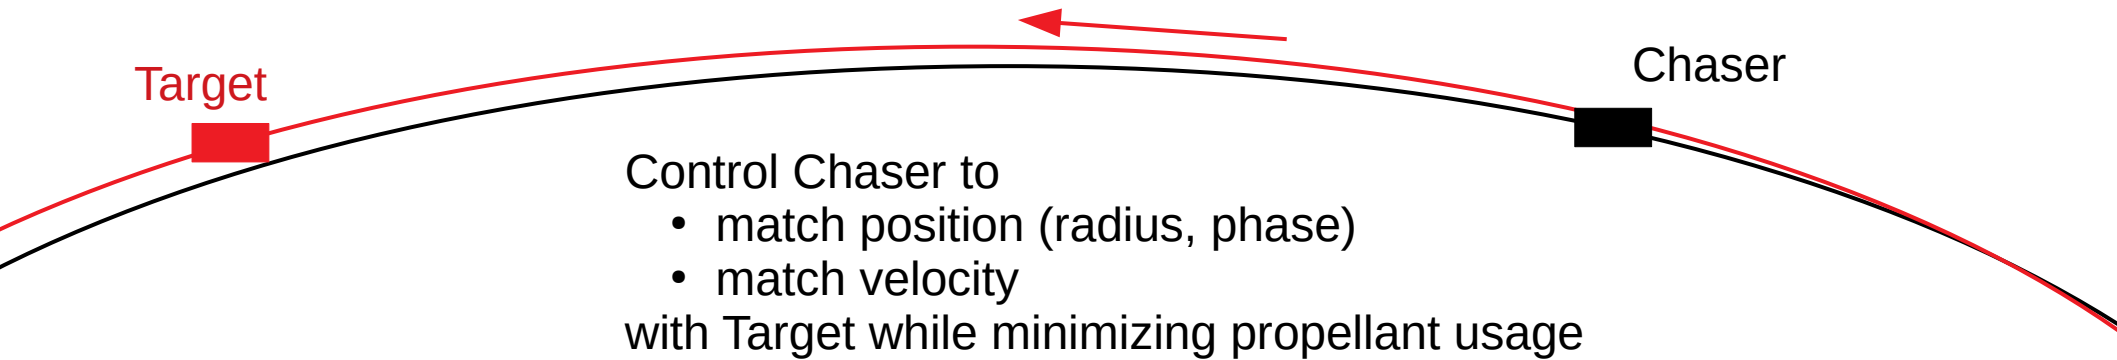 Target
Chaser
Control Chaser to
• match position (radius, phase)
• match velocity
with Target while minimizing propellant usage